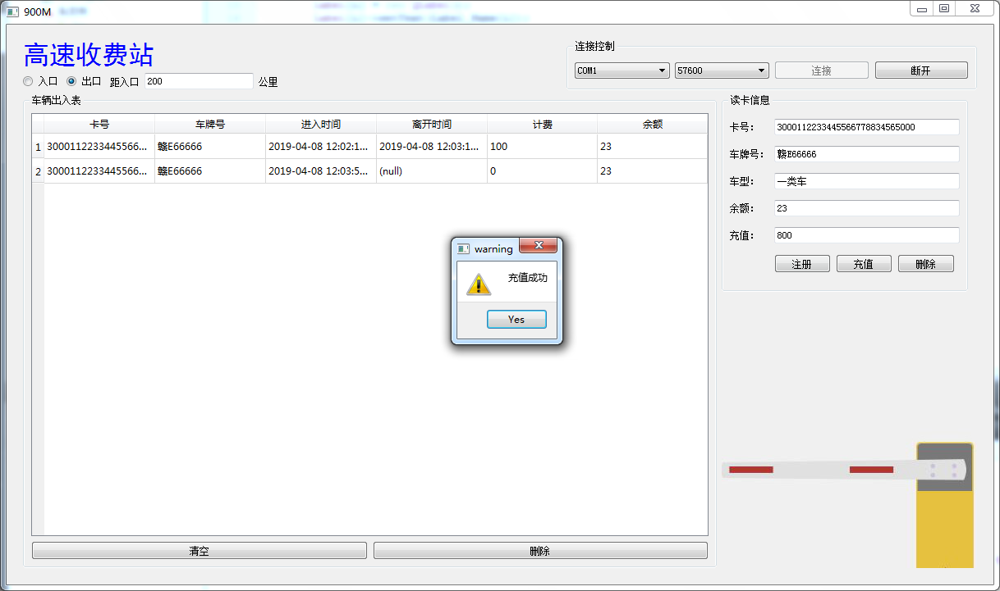 900M
高速收费站
入口 出口 距入口 200 公里
连接控制
COM1 57600 连接 断开
车辆出入表
卡号 车牌号 进入时间 离开时间 计费 余额
1 3000112233445566... 赣E66666 2019-04-08 12:02:1... 2019-04-08 12:03:1... 100 23
2 3000112233445566... 赣E66666 2019-04-08 12:03:5... (null) 0 23
清空 删除
读卡信息
卡号: 3000112233445566778834565000
车牌号: 赣E66666
车型: 一类车
余额: 23
充值: 800
注册 充值 删除
warning
充值成功
Yes